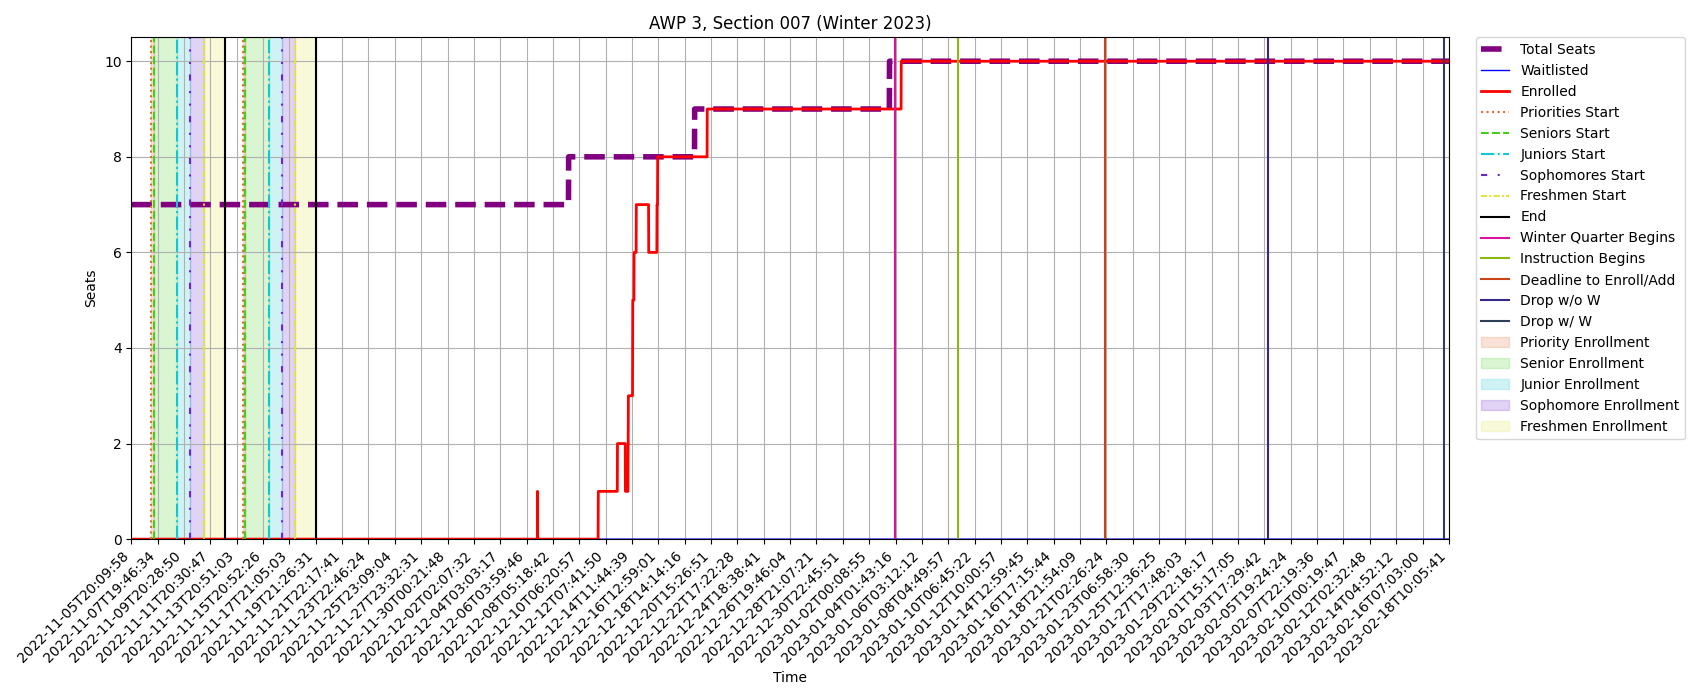 AWP 3, Section 007 (Winter 2023)
Seats
10
8
6
4
2
0
2022-11-05T20:09:58
2022-11-07T19:46:34
2022-11-09T20:28:50
2022-11-11T20:30:47
2022-11-13T20:51:03
2022-11-15T20:52:26
2022-11-17T21:05:03
2022-11-19T21:26:31
2022-11-21T22:17:41
2022-11-23T22:46:24
2022-11-25T23:09:04
2022-11-27T23:32:31
2022-11-30T00:21:48
2022-12-02T02:07:32
2022-12-04T03:03:17
2022-12-06T03:59:46
2022-12-08T05:18:42
2022-12-10T06:20:57
2022-12-12T07:41:50
2022-12-14T11:44:39
2022-12-16T12:59:01
2022-12-18T14:14:16
2022-12-20T15:26:51
2022-12-22T17:22:28
2022-12-24T18:38:41
2022-12-26T19:46:04
2022-12-28T21:07:21
2022-12-30T22:45:51
2023-01-02T00:08:55
2023-01-04T01:43:16
2023-01-06T03:12:12
2023-01-08T04:49:57
2023-01-10T06:45:22
2023-01-12T10:00:57
2023-01-14T12:59:45
2023-01-16T17:15:44
2023-01-18T21:54:09
2023-01-21T02:26:24
2023-01-23T06:58:30
2023-01-25T12:36:25
2023-01-27T17:48:03
2023-01-29T22:18:17
2023-02-01T15:17:05
2023-02-03T17:29:42
2023-02-05T19:24:24
2023-02-07T22:19:36
2023-02-10T00:19:47
2023-02-12T02:32:48
2023-02-14T04:52:12
2023-02-16T07:03:00
2023-02-18T10:05:41
Time
Total Seats
Waitlisted
Enrolled
Priorities Start
Seniors Start
Juniors Start
Sophomores Start
Freshmen Start
End
Winter Quarter Begins
Instruction Begins
Deadline to Enroll/Add
Drop w/o W
Drop w/ W
Priority Enrollment
Senior Enrollment
Junior Enrollment
Sophomore Enrollment
Freshmen Enrollment